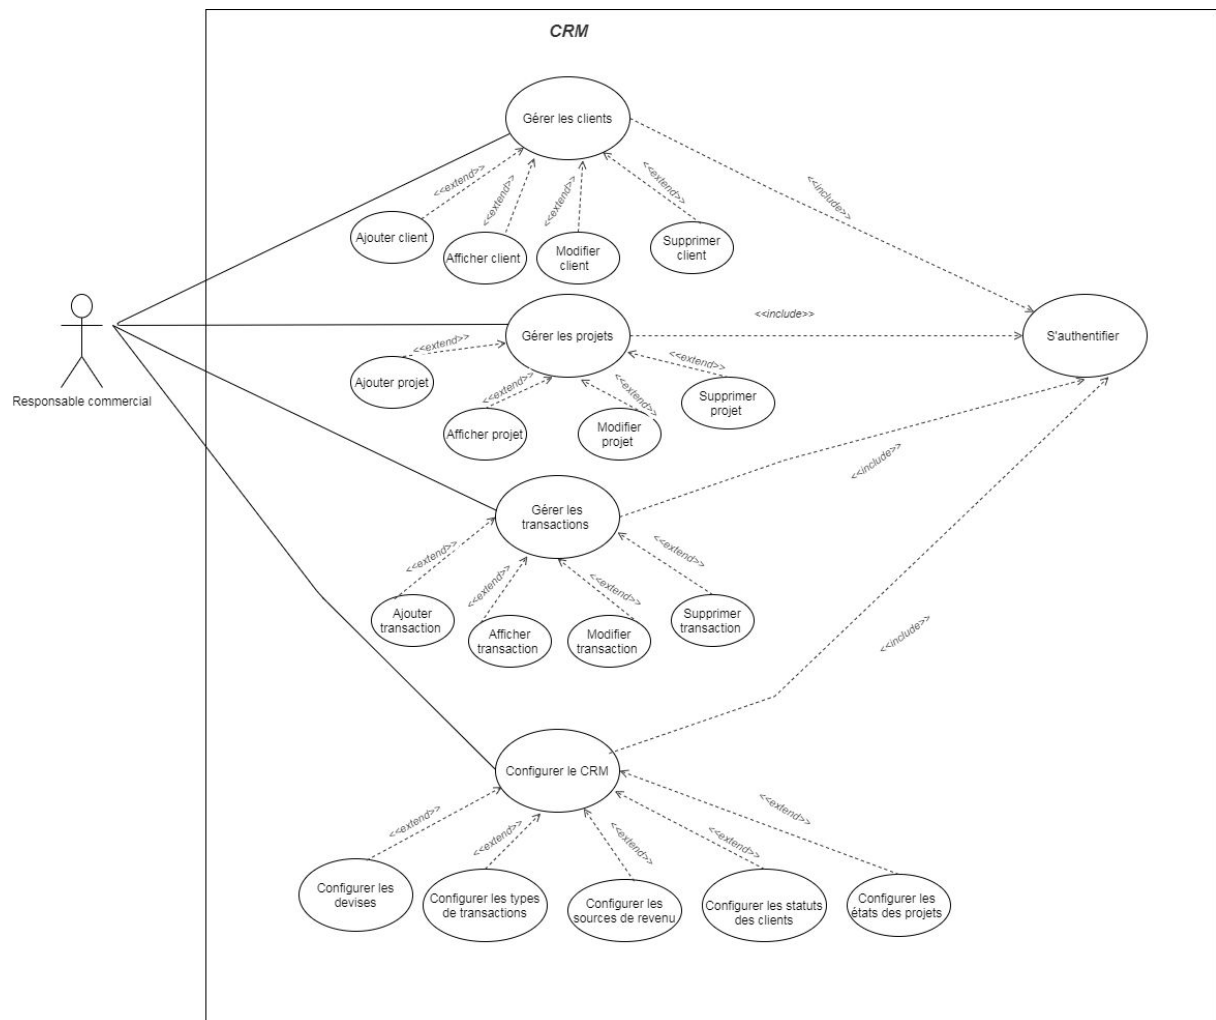 CRM
Gérer les clients
<<extend>>
<<extend>>
<<extend>>
<<extend>>
<<include>>
Ajouter client
Afficher client
Modifier
client
Supprimer
client
Responsable commercial
Gérer les projets
<<include>>
S'authentifier
<<extend>>
<<extend>>
<<extend>>
<<extend>>
Ajouter projet
Afficher projet
Modifier
projet
Supprimer
projet
<<include>>
Gérer les
transactions
<<extend>>
<<extend>>
<<extend>>
<<extend>>
Ajouter
transaction
Afficher
transaction
Modifier
transaction
Supprimer
transaction
<<include>>
Configurer le CRM
<<extend>>
<<extend>>
<<extend>>
<<extend>>
<<extend>>
Configurer les
devises
Configurer les types
de transactions
Configurer les
sources de revenu
Configurer les statuts
des clients
Configurer les
états des projets